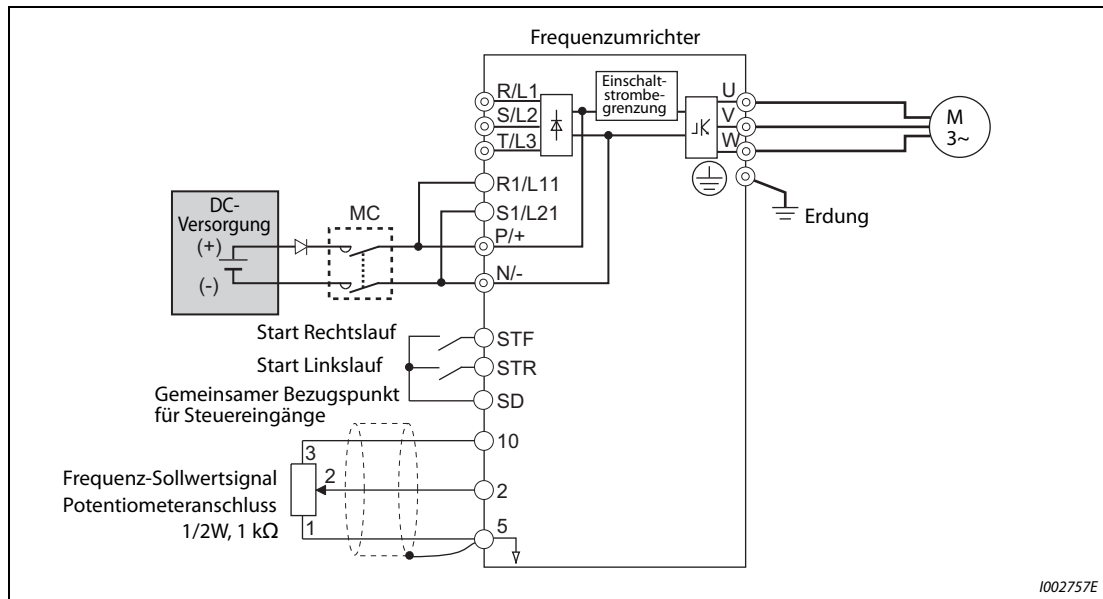 Frequenzumrichter
Einschalt-
strombe-
grenzung
R/L1
S/L2
T/L3
U
V
W
M
3~
R1/L11
S1/L21
P/+
N/-
DC-
Versorgung
(+)
(-)
MC
Erdung
Start Rechtslauf
STF
Start Linkslauf
STR
Gemeinsamer Bezugspunkt
für Steuereingänge
SD
10
3
Frequenz-Sollwertsignal
2
2
Potentiometeranschluss
1/2W, 1 kΩ
1
5
I002757E